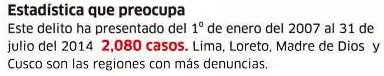 Estadística que preocupa
Este delito ha presentado del 1º de enero del 2007 al 31 de
julio del 2014 2,080 casos. Lima, Loreto, Madre de Dios y
Cusco son las regiones con más denuncias.